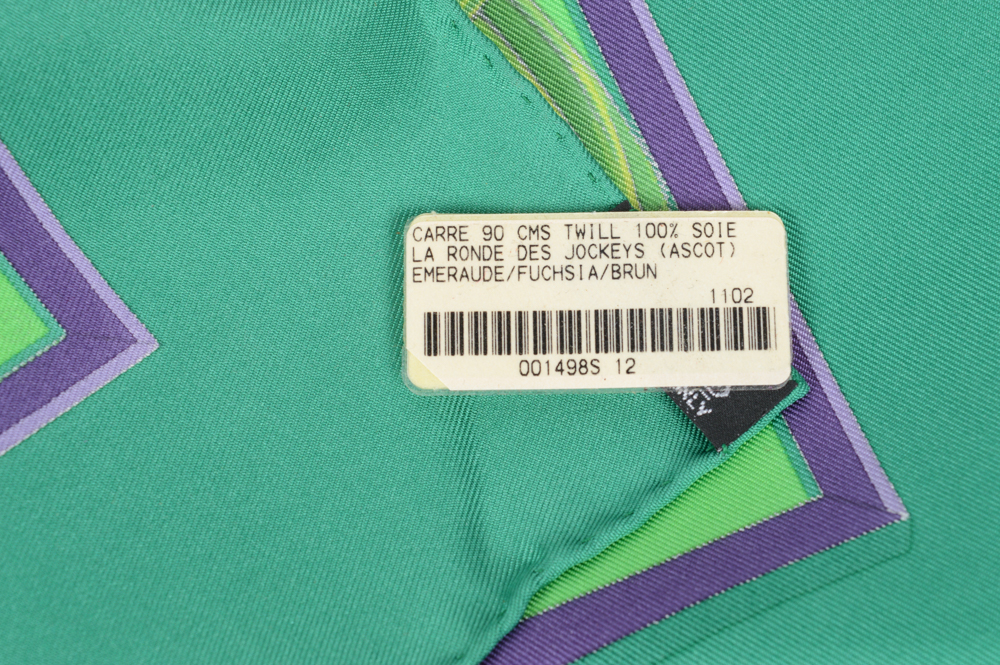 CARRE 90 CMS TWILL 100% SOIE
LA RONDE DES JOCKEYS (ASCOT)
EMERAUDE/FUCHSIA/BRUN
1102
001498S 12